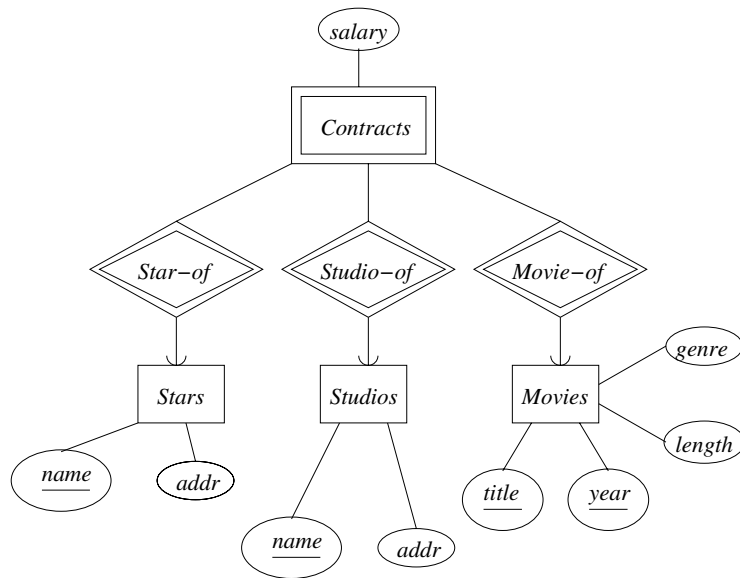 salary
Contracts
Star-of
Studio-of
Movie-of
genre
Stars
Studios
Movies
length
name
addr
title
year
name
addr